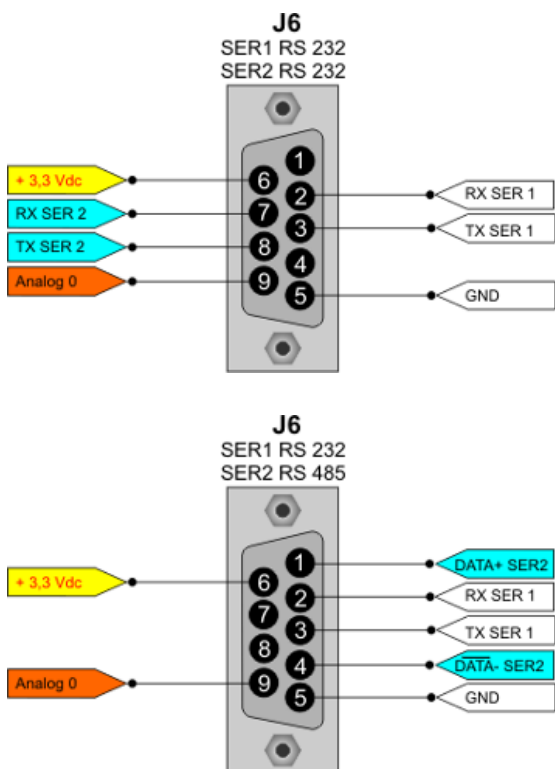 J6
SER1 RS 232
SER2 RS 232
+ 3,3 Vdc
RX SER 2
TX SER 2
Analog 0
1
2
3
4
5
6
7
8
9
RX SER 1
TX SER 1
GND
J6
SER1 RS 232
SER2 RS 485
+ 3,3 Vdc
Analog 0
1
2
3
4
5
6
7
8
9
DATA+ SER2
RX SER 1
TX SER 1
DATA- SER2
GND